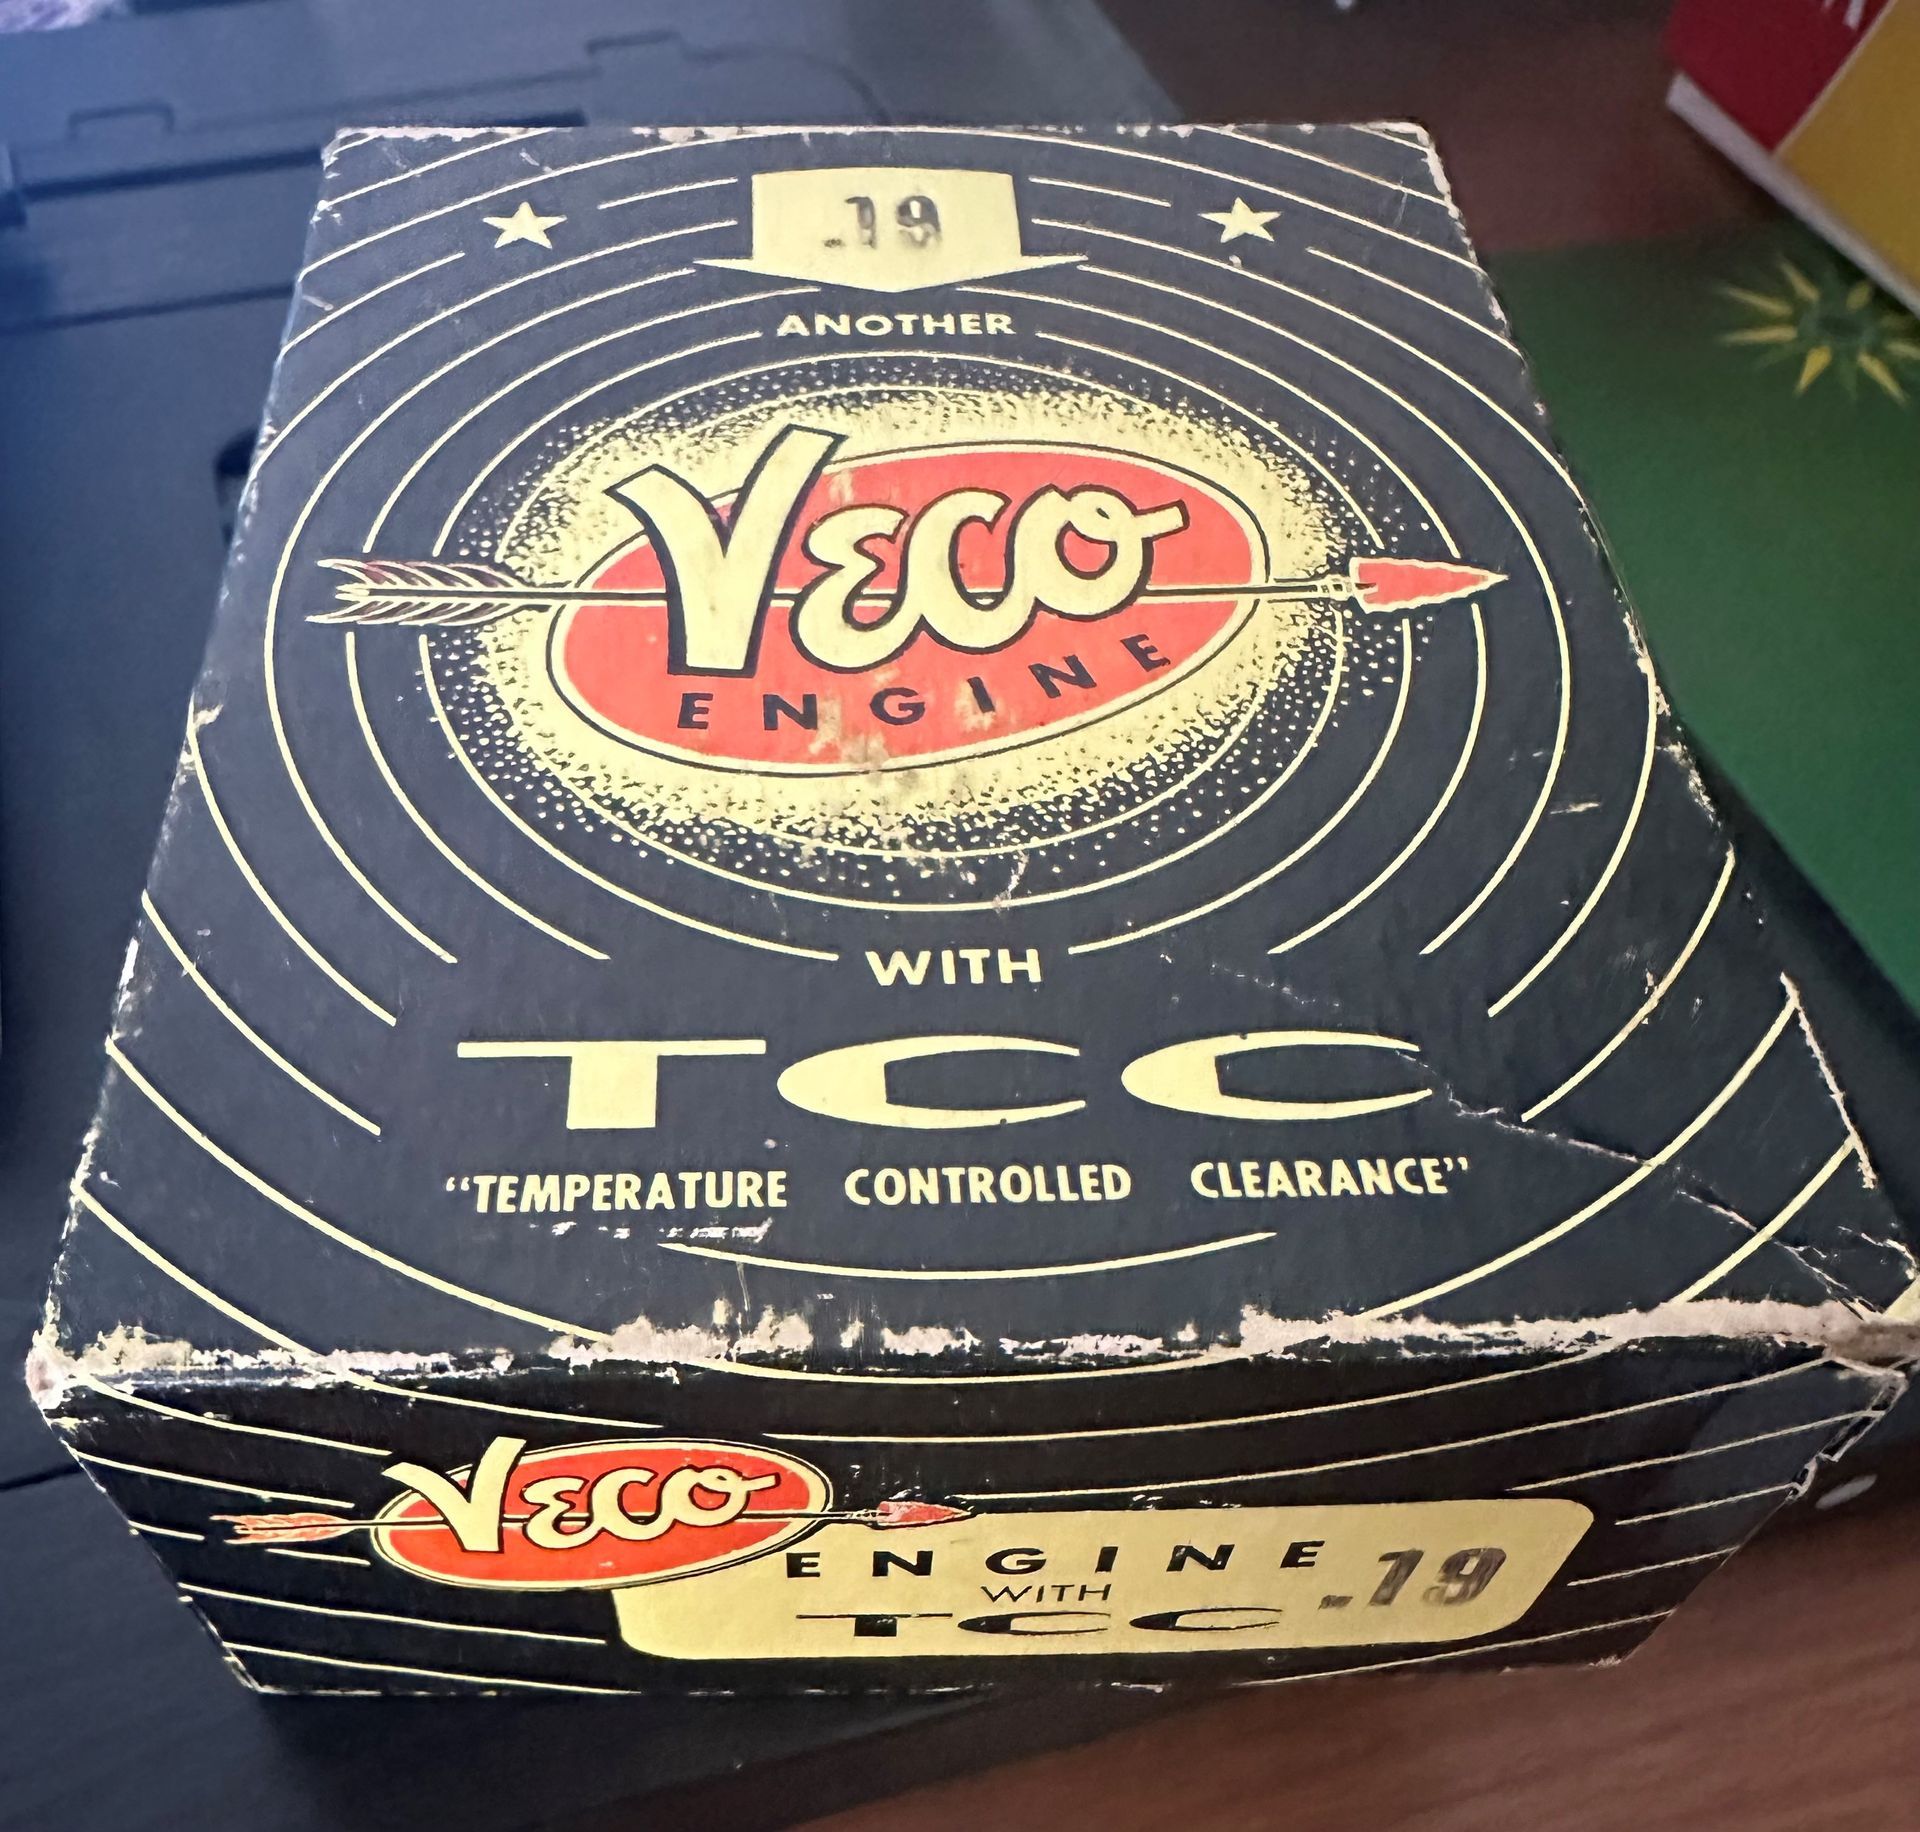 .19
ANOTHER
Veco
ENGINE
WITH
TCC
“TEMPERATURE CONTROLLED CLEARANCE”
Veco
ENGINE .19
WITH
TCC